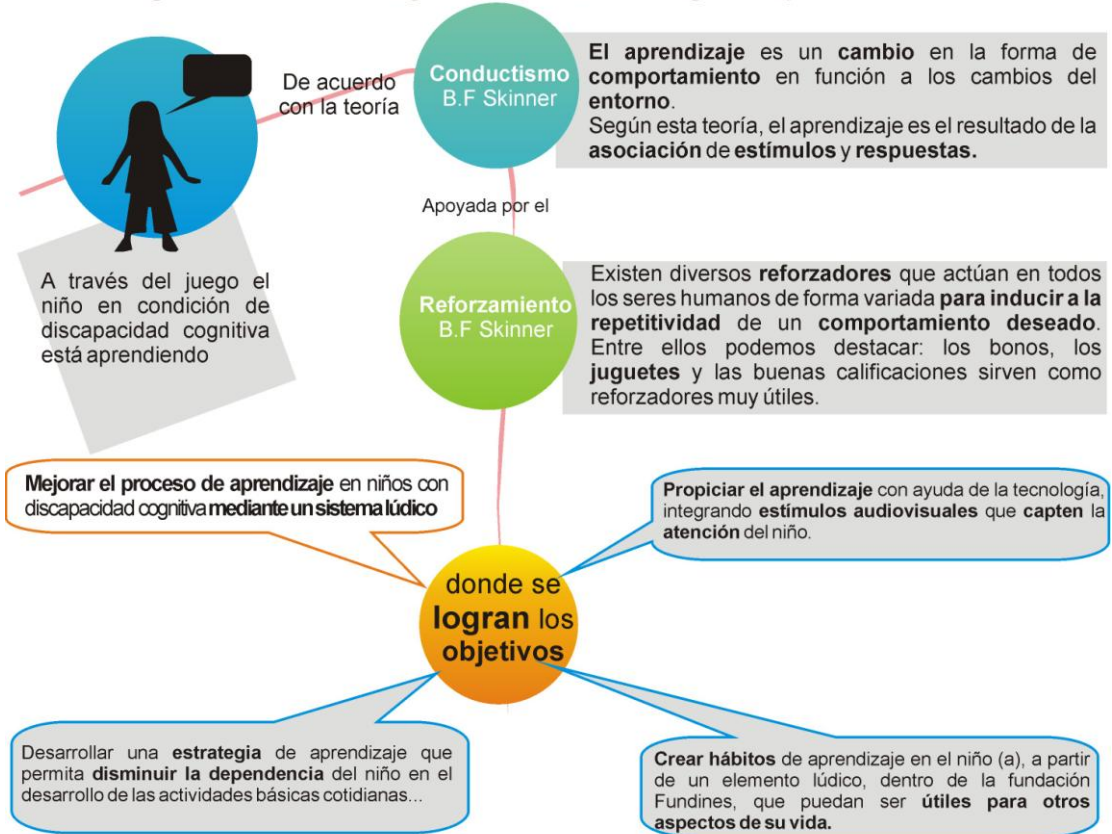 De acuerdo
con la teoría
Conductismo
B.F Skinner
El aprendizaje es un cambio en la forma de
comportamiento en función a los cambios del
entorno.
Según esta teoría, el aprendizaje es el resultado de la
asociación de estímulos y respuestas.
Apoyada por el
A través del juego el
niño en condición de
discapacidad cognitiva
está aprendiendo
Reforzamiento
B.F Skinner
Existen diversos reforzadores que actúan en todos
los seres humanos de forma variada para inducir a la
repetitividad de un comportamiento deseado.
Entre ellos podemos destacar: los bonos, los
juguetes y las buenas calificaciones sirven como
reforzadores muy útiles.
Mejorar el proceso de aprendizaje en niños con
discapacidad cognitiva mediante un sistema lúdico
Propiciar el aprendizaje con ayuda de la tecnología,
integrando estímulos audiovisuales que capten la
atención del niño.
donde se
logran los
objetivos
Desarrollar una estrategia de aprendizaje que
permita disminuir la dependencia del niño en el
desarrollo de las actividades básicas cotidianas...
Crear hábitos de aprendizaje en el niño (a), a partir
de un elemento lúdico, dentro de la fundación
Fundines, que puedan ser útiles para otros
aspectos de su vida.